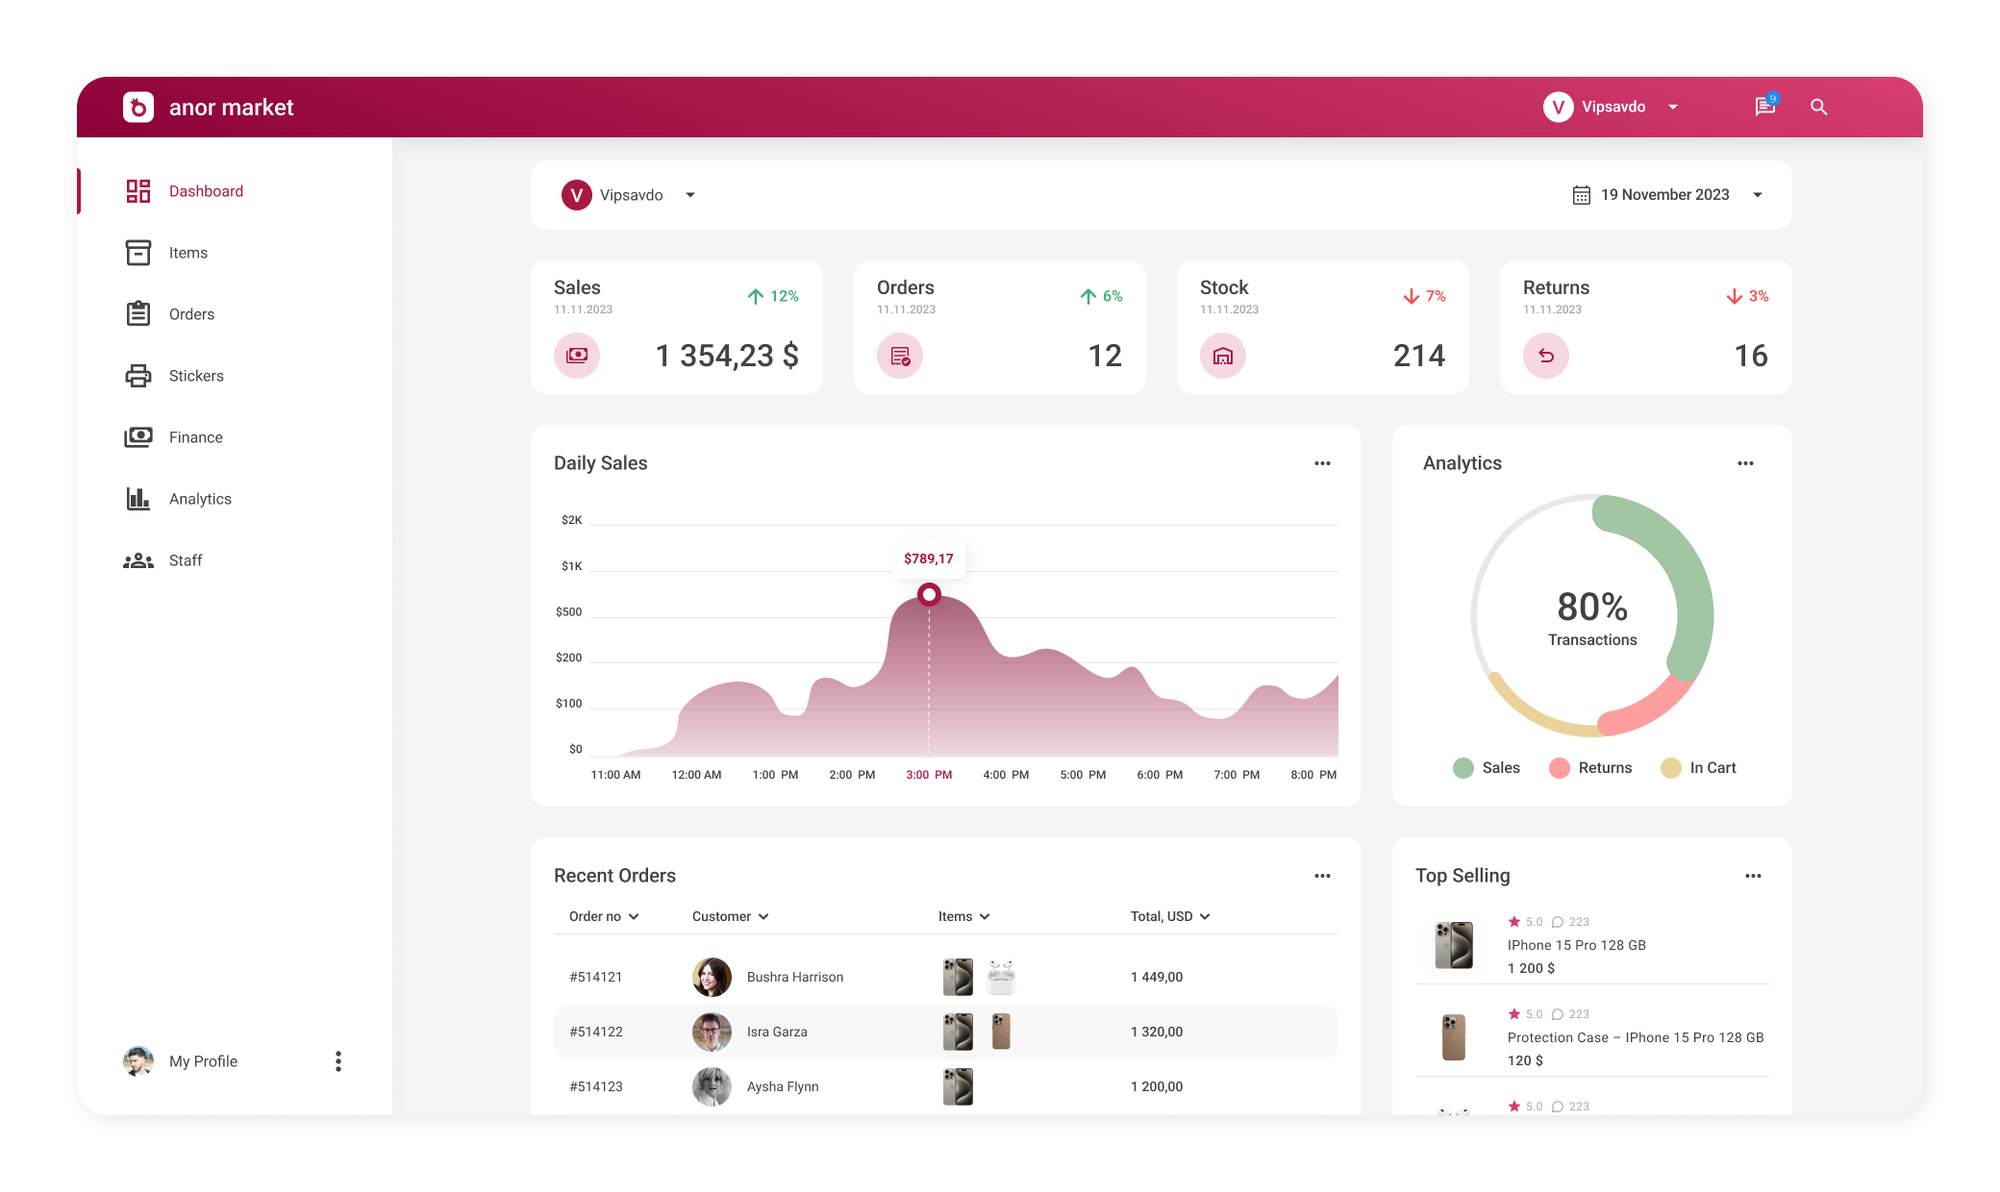 anor market
V Vipsavdo
9
Dashboard
Items
Orders
Stickers
Finance
Analytics
Staff
My Profile
V Vipsavdo
19 November 2023
Sales
11.11.2023
12%
1 354,23 $
Orders
11.11.2023
6%
12
Stock
11.11.2023
7%
214
Returns
11.11.2023
3%
16
Daily Sales
$2K
$1K
$500
$200
$100
$0
$789,17
11:00 AM 12:00 AM 1:00 PM 2:00 PM 3:00 PM 4:00 PM 5:00 PM 6:00 PM 7:00 PM 8:00 PM
Analytics
80%
Transactions
Sales Returns In Cart
Recent Orders
Order no Customer Items Total, USD
#514121 Bushra Harrison 1 449,00
#514122 Isra Garza 1 320,00
#514123 Aysha Flynn 1 200,00
Top Selling
5.0 223
IPhone 15 Pro 128 GB
1 200 $
5.0 223
Protection Case – IPhone 15 Pro 128 GB
120 $
5.0 223